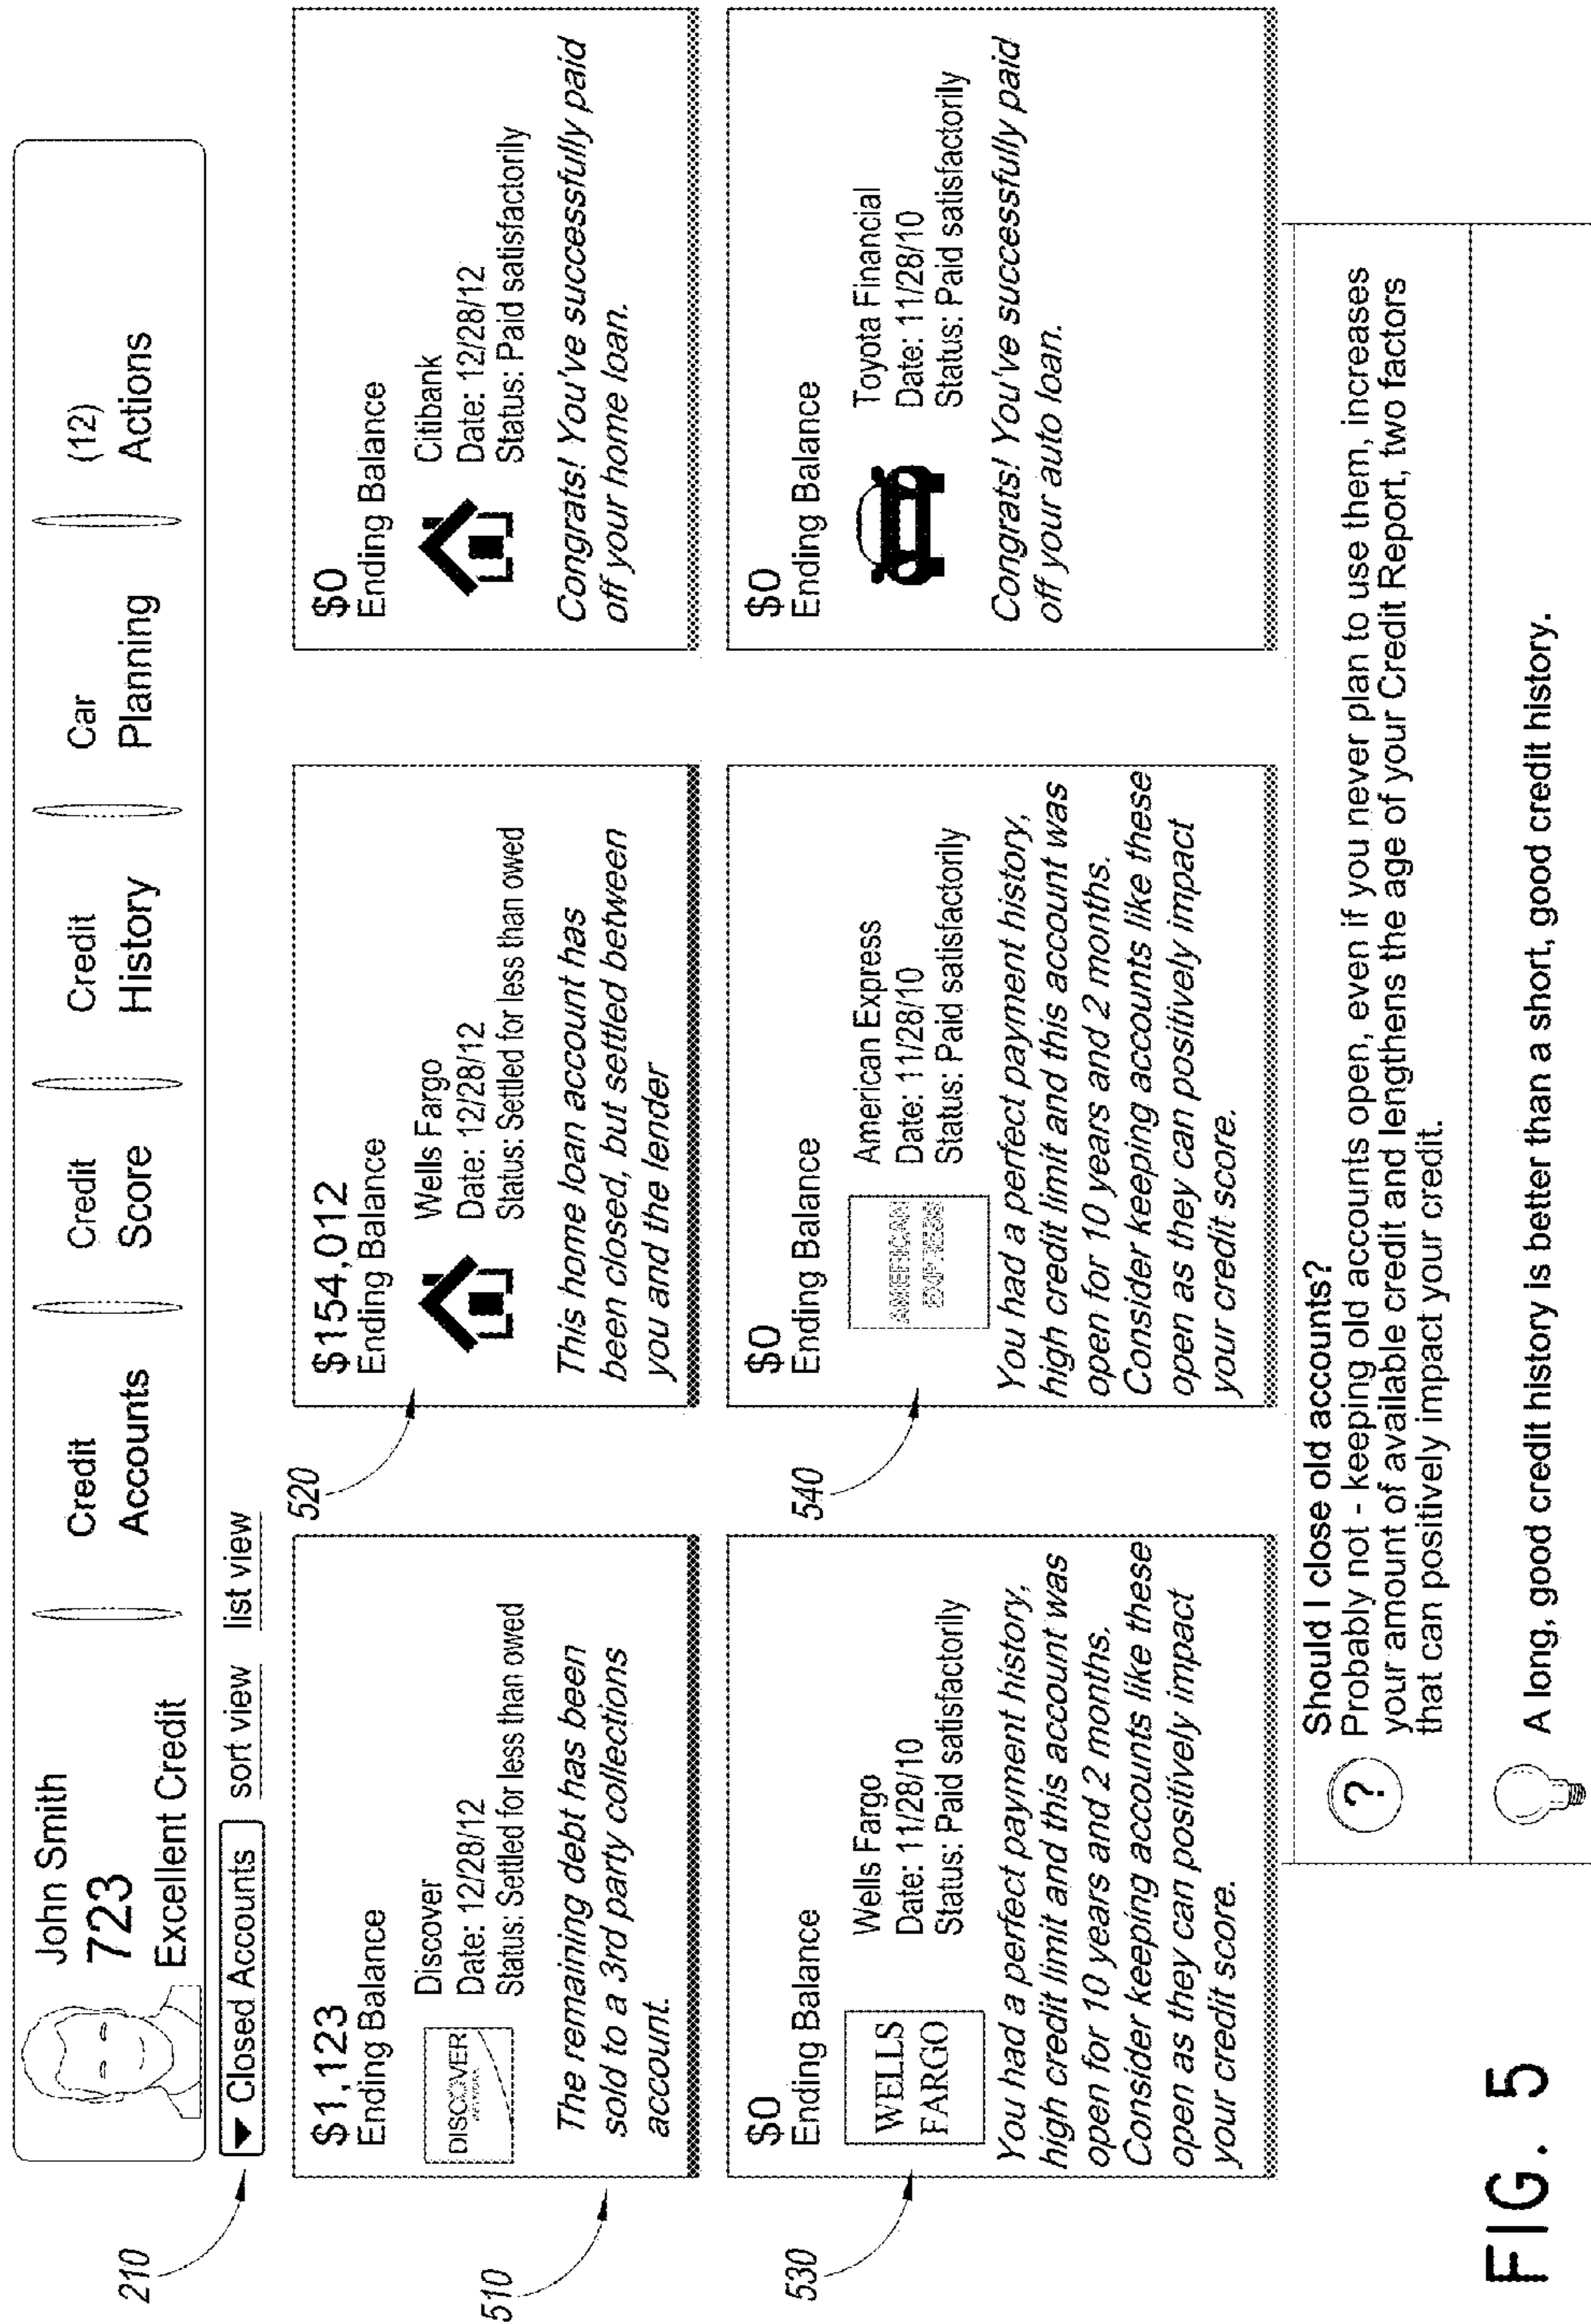 John Smith
723
Excellent Credit
Credit
Accounts
Credit
Score
Credit
History
Car
Planning
(12)
Actions
210
Closed Accounts
sort view
list view
510
$1,123
Ending Balance
DISCOVER
Discover
Date: 12/28/12
Status: Settled for less than owed
The remaining debt has been
sold to a 3rd party collections
account.
520
$154,012
Ending Balance
Wells Fargo
Date: 12/28/12
Status: Settled for less than owed
This home loan account has
been closed, but settled between
you and the lender
$0
Ending Balance
Citibank
Date: 12/28/12
Status: Paid satisfactorily
Congrats! You've successfully paid
off your home loan.
530
$0
Ending Balance
WELLS
FARGO
Wells Fargo
Date: 11/28/10
Status: Paid satisfactorily
You had a perfect payment history,
high credit limit and this account was
open for 10 years and 2 months.
Consider keeping accounts like these
open as they can positively impact
your credit score.
540
$0
Ending Balance
AMERICAN
EXPRESS
American Express
Date: 11/28/10
Status: Paid satisfactorily
You had a perfect payment history,
high credit limit and this account was
open for 10 years and 2 months.
Consider keeping accounts like these
open as they can positively impact
your credit score.
$0
Ending Balance
Toyota Financial
Date: 11/28/10
Status: Paid satisfactorily
Congrats! You've successfully paid
off your auto loan.
?
Should I close old accounts?
Probably not - keeping old accounts open, even if you never plan to use them, increases
your amount of available credit and lengthens the age of your Credit Report, two factors
that can positively impact your credit.
A long, good credit history is better than a short, good credit history.
FIG. 5